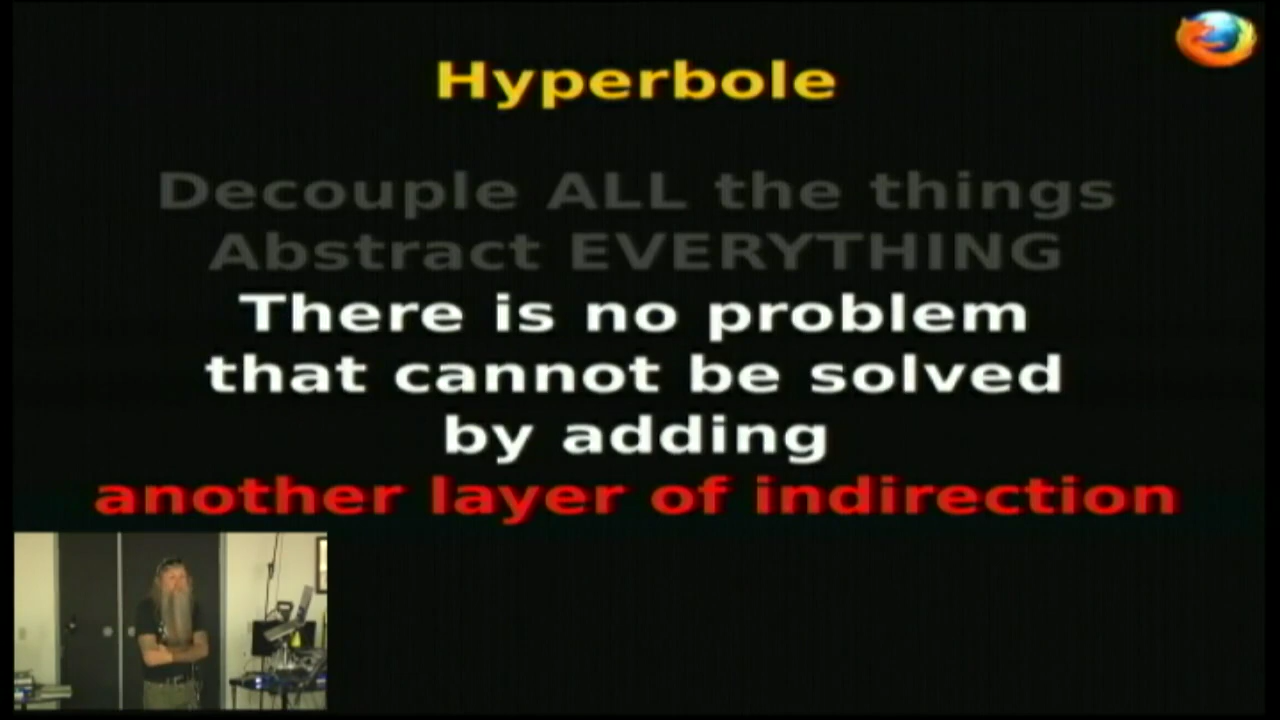 Hyperbole
Decouple ALL the things
Abstract EVERYTHING
There is no problem
that cannot be solved
by adding
another layer of indirection